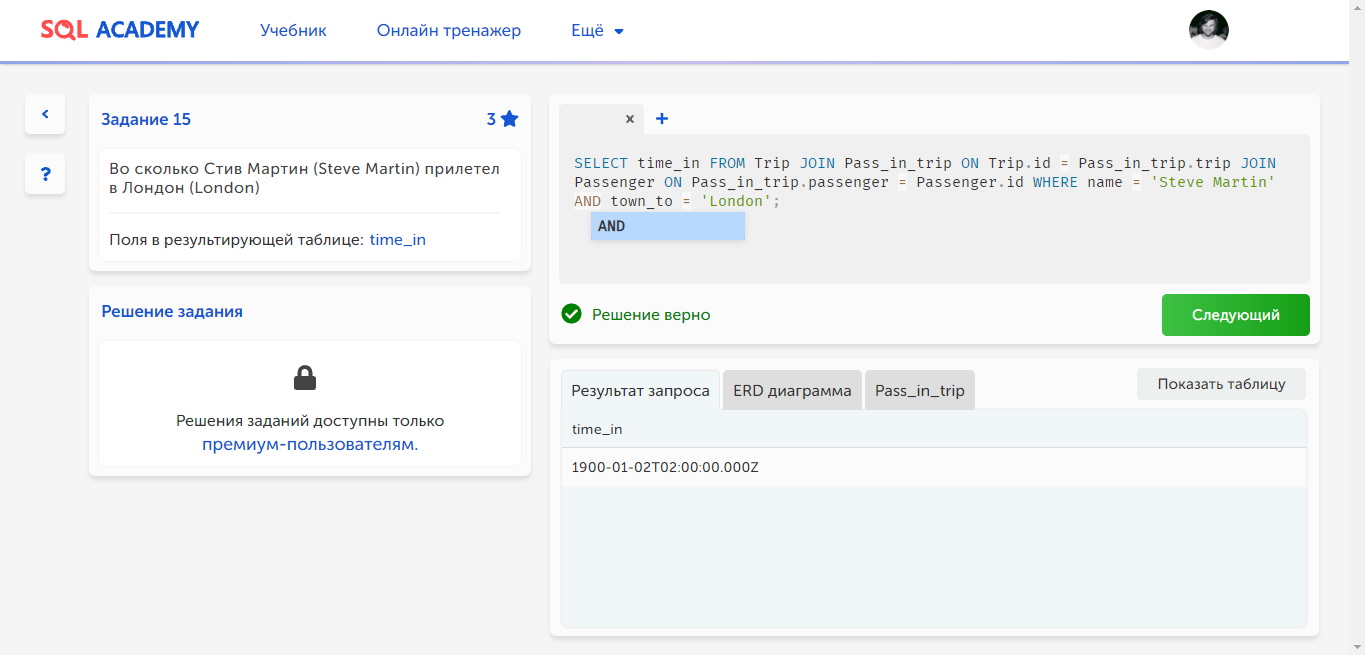 SQL ACADEMY
Учебник
Онлайн тренажер
Ещё
Задание 15
3
Во сколько Стив Мартин (Steve Martin) прилетел
в Лондон (London)
Поля в результирующей таблице: time_in
Решение задания
Решения заданий доступны только
премиум-пользователям.
?
x
+
SELECT time_in FROM Trip JOIN Pass_in_trip ON Trip.id = Pass_in_trip.trip JOIN
Passenger ON Pass_in_trip.passenger = Passenger.id WHERE name = 'Steve Martin'
AND town_to = 'London';
AND
Решение верно
Следующий
Результат запроса
ERD диаграмма
Pass_in_trip
Показать таблицу
time_in
1900-01-02T02:00:00.000Z